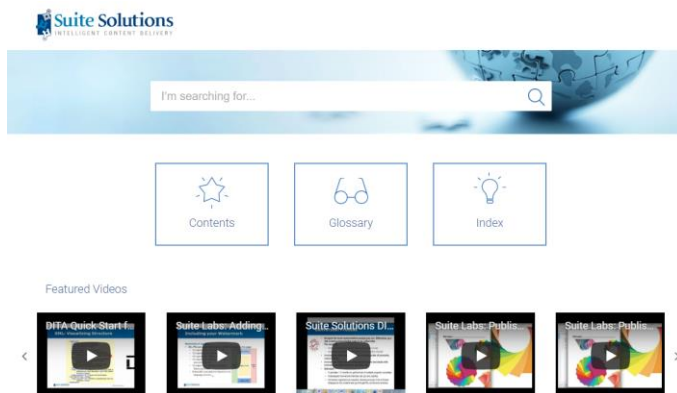 Suite Solutions
INTELLIGENT CONTENT DELIVERY
I'm searching for...
Contents
Glossary
Index
Featured Videos
DITA Quick Start f...
Suite Labs: Adding...
Suite Solutions DI...
Suite Labs: Publis...
Suite Labs: Publis...